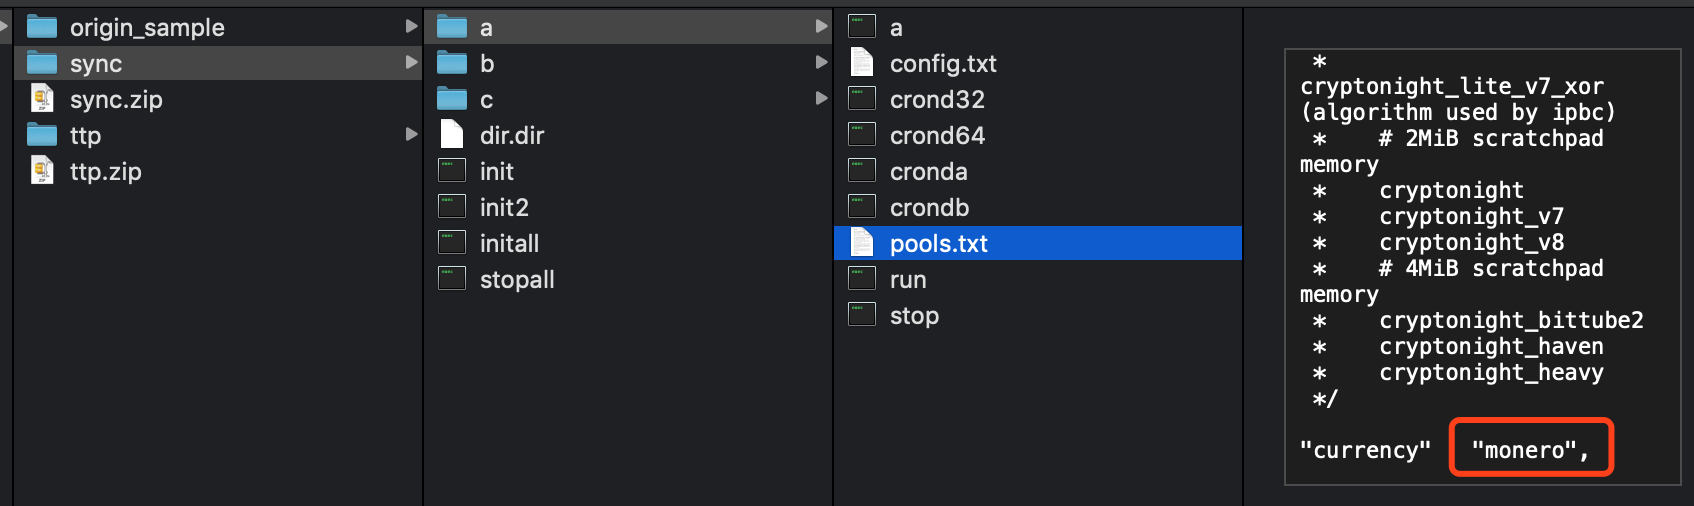 origin_sample
sync
sync.zip
ttp
ttp.zip
a
b
c
dir.dir
init
init2
initall
stopall
a
config.txt
crond32
crond64
cronda
crondb
pools.txt
run
stop
*
cryptonight_lite_v7_xor
(algorithm used by ipbc)
* # 2MiB scratchpad
memory
* cryptonight
* cryptonight_v7
* cryptonight_v8
* # 4MiB scratchpad
memory
* cryptonight_bittube2
* cryptonight_haven
* cryptonight_heavy
*/
"currency" "monero",